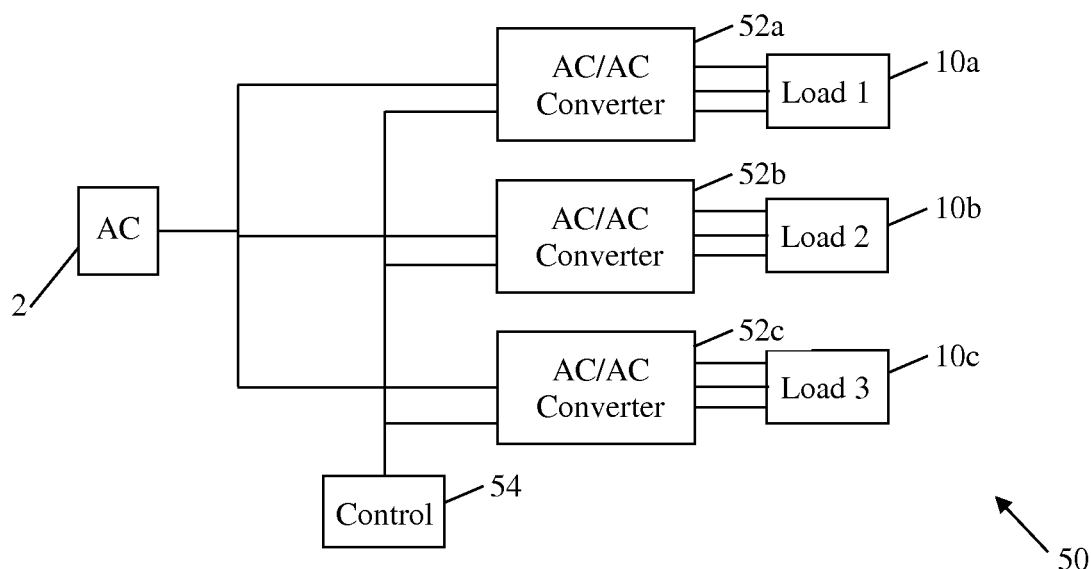 52a
AC/AC
Converter
Load 1
10a
52b
AC/AC
Converter
Load 2
10b
AC
2
52c
AC/AC
Converter
Load 3
10c
Control
54
50